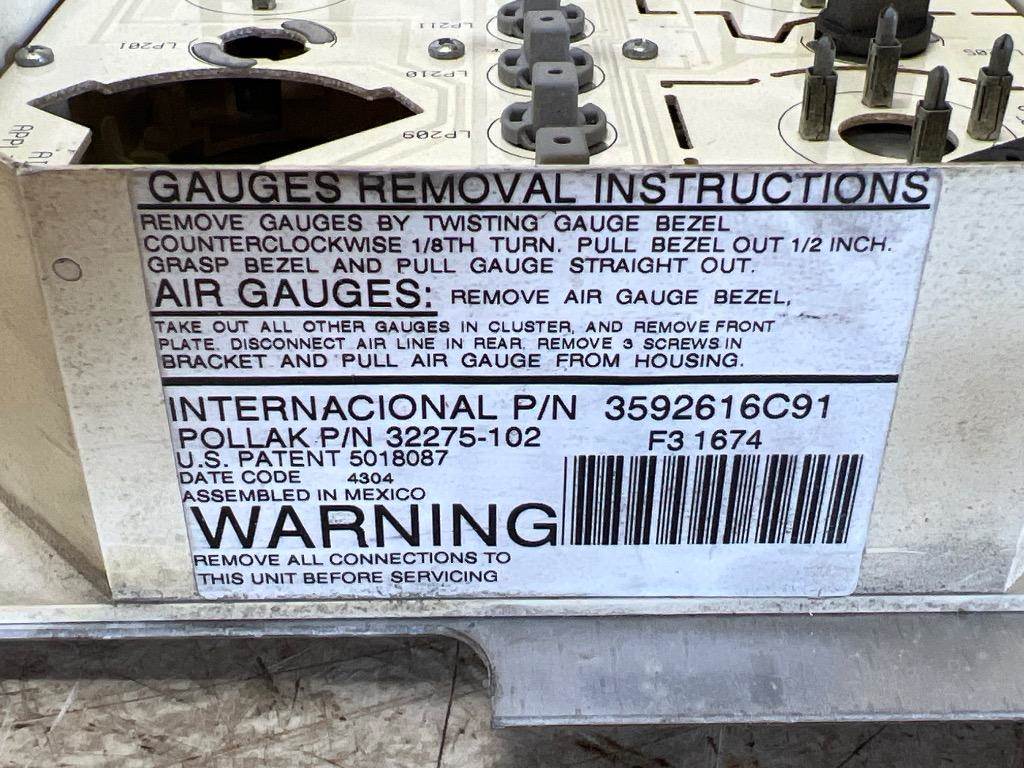 LP211
LP201
LP210
LP209
GAUGES REMOVAL INSTRUCTIONS
REMOVE GAUGES BY TWISTING GAUGE BEZEL
COUNTERCLOCKWISE 1/8TH TURN. PULL BEZEL OUT 1/2 INCH.
GRASP BEZEL AND PULL GAUGE STRAIGHT OUT.
AIR GAUGES: REMOVE AIR GAUGE BEZEL,
TAKE OUT ALL OTHER GAUGES IN CLUSTER, AND REMOVE FRONT
PLATE. DISCONNECT AIR LINE IN REAR. REMOVE 3 SCREWS IN
BRACKET AND PULL AIR GAUGE FROM HOUSING.
INTERNACIONAL P/N 3592616C91
POLLAK P/N 32275-102 F3 1674
U.S. PATENT 5018087
DATE CODE 4304
ASSEMBLED IN MEXICO
WARNING
REMOVE ALL CONNECTIONS TO
THIS UNIT BEFORE SERVICING